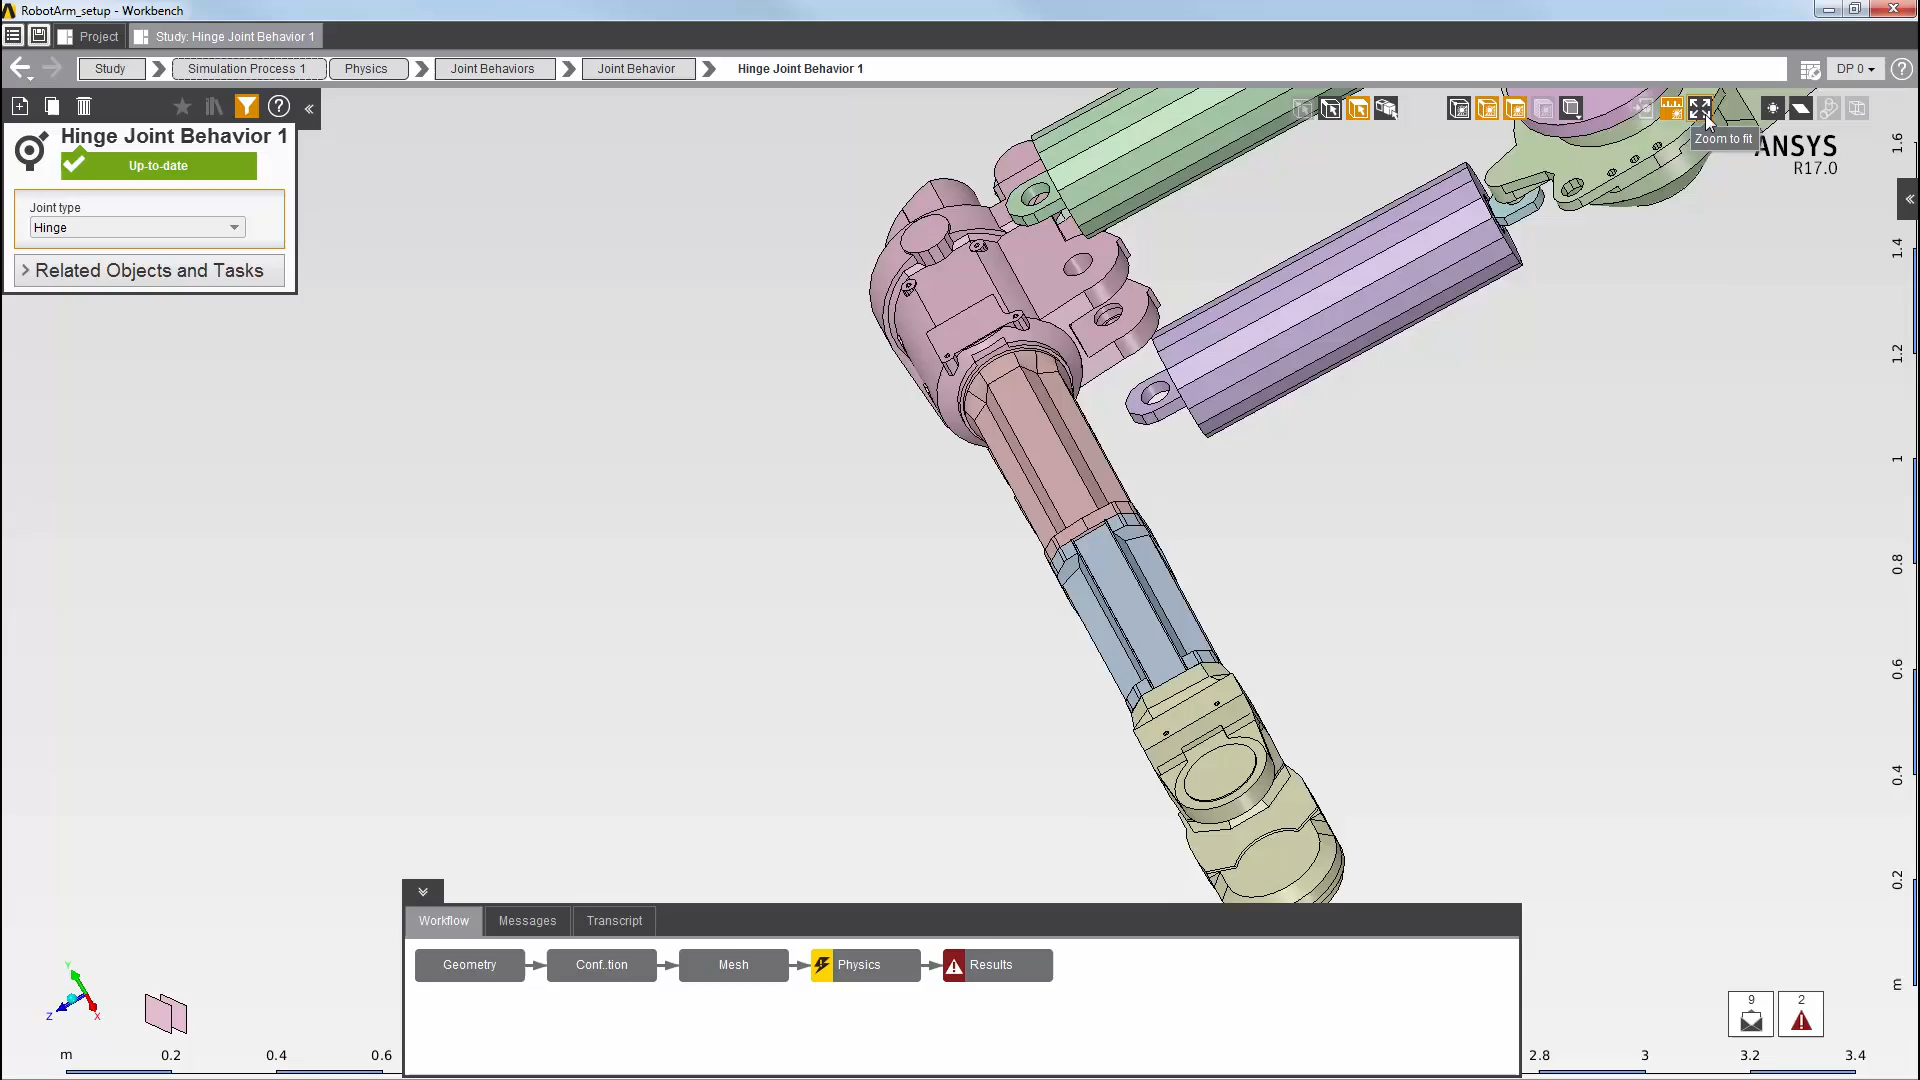 RobotArm_setup - Workbench
Project
Study: Hinge Joint Behavior 1
Study
Simulation Process 1
Physics
Joint Behaviors
Joint Behavior
Hinge Joint Behavior 1
DP 0
Hinge Joint Behavior 1
Up-to-date
Joint type
Hinge
Related Objects and Tasks
Zoom to fit
ANSYS
R17.0
1.6
1.4
1.2
1
0.8
0.6
0.4
0.2
m
Workflow
Messages
Transcript
Geometry
Conf..tion
Mesh
Physics
Results
Y
Z
X
9
2
m
0.2
0.4
0.6
2.8
3
3.2
3.4